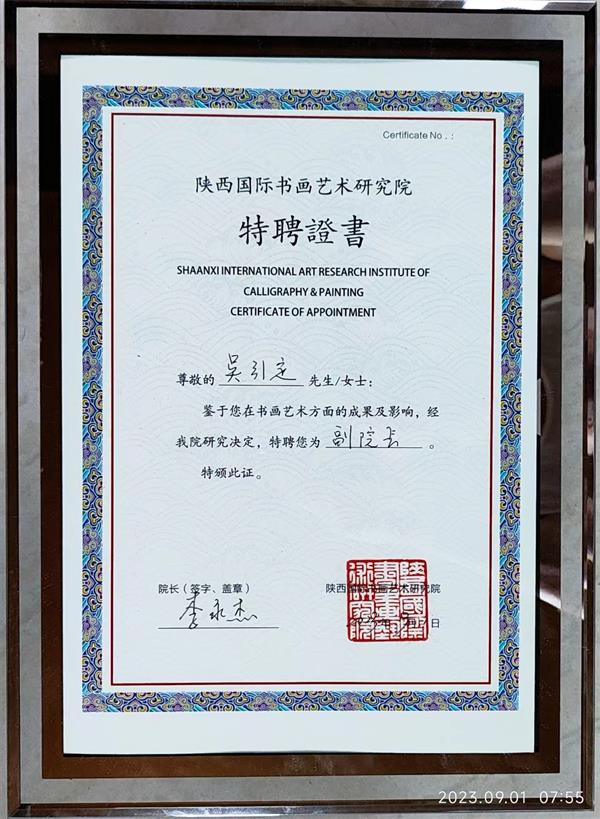 Certificate No . :
陕西国际书画艺术研究院
特聘證書
SHAANXI INTERNATIONAL ART RESEARCH INSTITUTE OF
CALLIGRAPHY & PAINTING
CERTIFICATE OF APPOINTMENT
尊敬的 吴引定 先生/女士：
鉴于您在书画艺术方面的成果及影响，经
我院研究决定，特聘您为 副院长 。
特颁此证。
院长（签字、盖章）
陕西国际书画艺术研究院
李永杰
年 月 日
2023.09.01 07:55